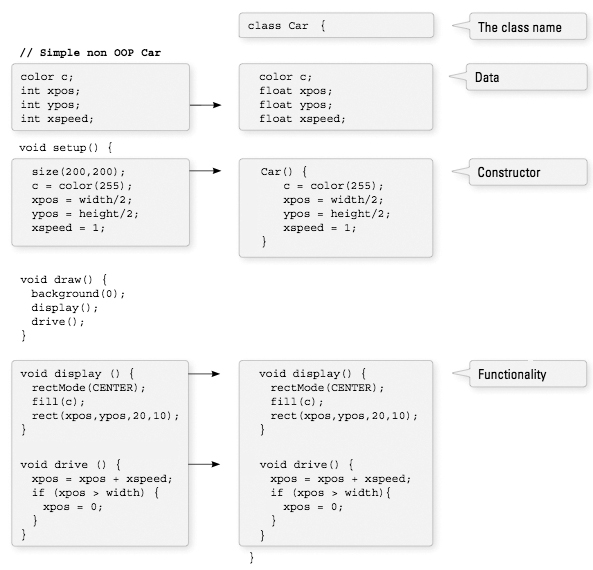 class Car {
The class name
// Simple non OOP Car
color c;
int xpos;
int ypos;
int xspeed;
color c;
float xpos;
float ypos;
float xspeed;
Data
void setup() {
size(200,200);
c = color(255);
xpos = width/2;
ypos = height/2;
xspeed = 1;
Car() {
c = color(255);
xpos = width/2;
ypos = height/2;
xspeed = 1;
}
Constructor
void draw() {
background(0);
display();
drive();
}
void display () {
rectMode(CENTER);
fill(c);
rect(xpos,ypos,20,10);
}
void drive () {
xpos = xpos + xspeed;
if (xpos > width) {
xpos = 0;
}
}
void display() {
rectMode(CENTER);
fill(c);
rect(xpos,ypos,20,10);
}
void drive() {
xpos = xpos + xspeed;
if (xpos > width){
xpos = 0;
}
}
}
Functionality